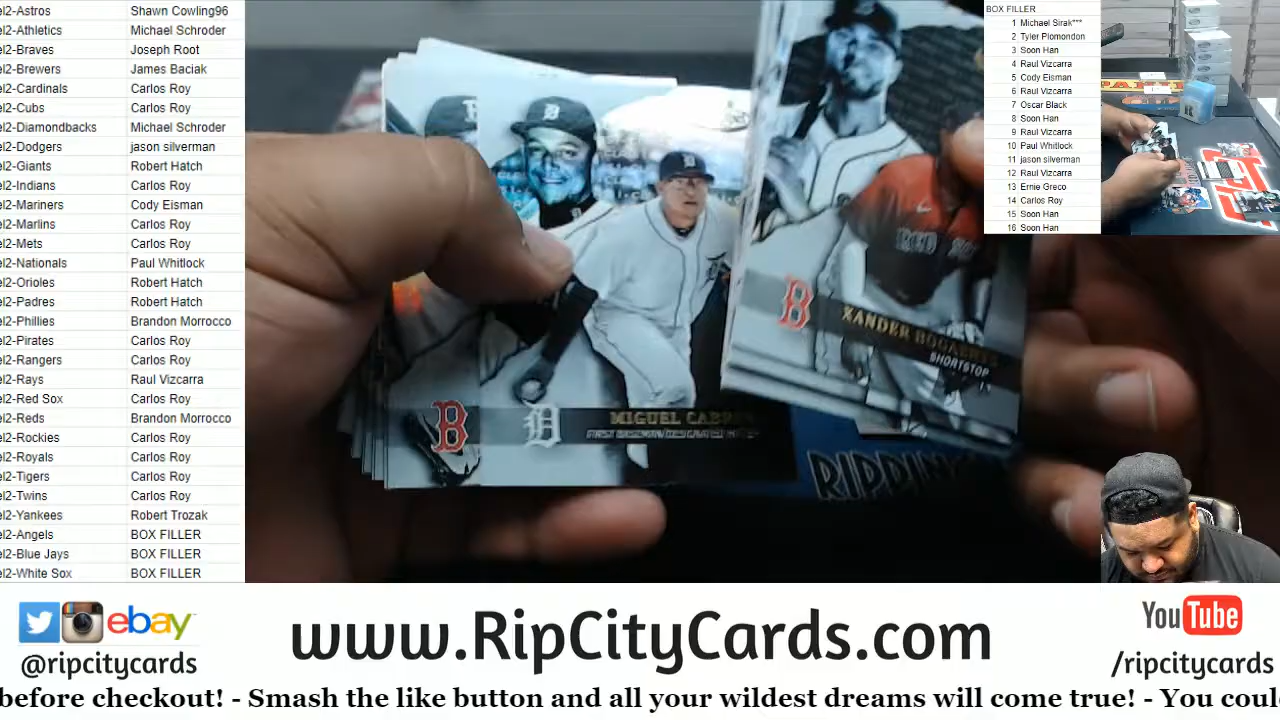 el2-Astros Shawn Cowling96
el2-Athletics Michael Schroder
el2-Braves Joseph Root
el2-Brewers James Baciak
el2-Cardinals Carlos Roy
el2-Cubs Carlos Roy
el2-Diamondbacks Michael Schroder
el2-Dodgers jason silverman
el2-Giants Robert Hatch
el2-Indians Carlos Roy
el2-Mariners Cody Eisman
el2-Marlins Carlos Roy
el2-Mets Carlos Roy
el2-Nationals Paul Whitlock
el2-Orioles Robert Hatch
el2-Padres Robert Hatch
el2-Phillies Brandon Morrocco
el2-Pirates Carlos Roy
el2-Rangers Carlos Roy
el2-Rays Raul Vizcarra
el2-Red Sox Carlos Roy
el2-Reds Brandon Morrocco
el2-Rockies Carlos Roy
el2-Royals Carlos Roy
el2-Tigers Carlos Roy
el2-Twins Carlos Roy
el2-Yankees Robert Trozak
el2-Angels BOX FILLER
el2-Blue Jays BOX FILLER
el2-White Sox BOX FILLER
B
XANDER BOGAERTS
SHORTSTOP
RED SOX
B
D
MIGUEL CABRE
FIRST BASEMAN/DESIGNATED HITTER
RIPPIN
BOX FILLER
1 Michael Sirak***
2 Tyler Plomondon
3 Soon Han
4 Raul Vizcarra
5 Cody Eisman
6 Raul Vizcarra
7 Oscar Black
8 Soon Han
9 Raul Vizcarra
10 Paul Whitlock
11 jason silverman
12 Raul Vizcarra
13 Ernie Greco
14 Carlos Roy
15 Soon Han
16 Soon Han
ebay
@ripcitycards
www.RipCityCards.com
YouTube
/ripcitycards
before checkout! - Smash the like button and all your wildest dreams will come true! - You coul